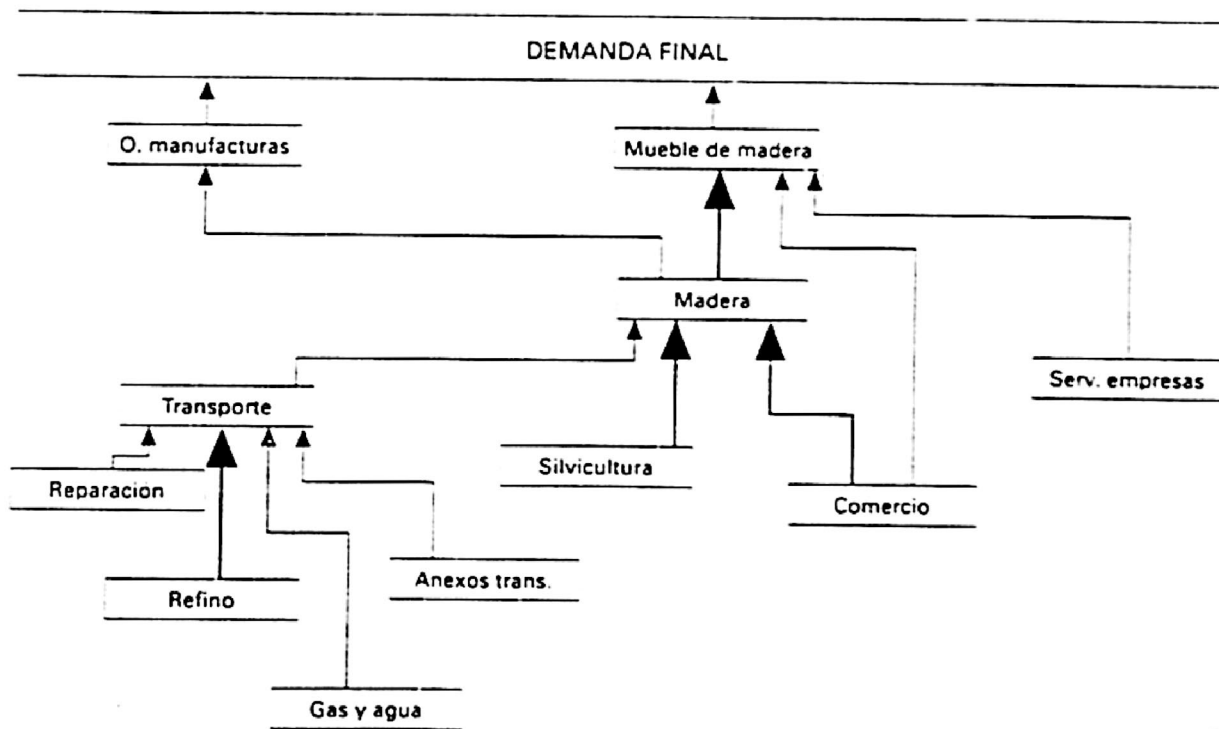 DEMANDA FINAL
O. manufacturas
Mueble de madera
Madera
Serv. empresas
Transporte
Silvicultura
Reparacion
Comercio
Anexos trans.
Refino
Gas y agua